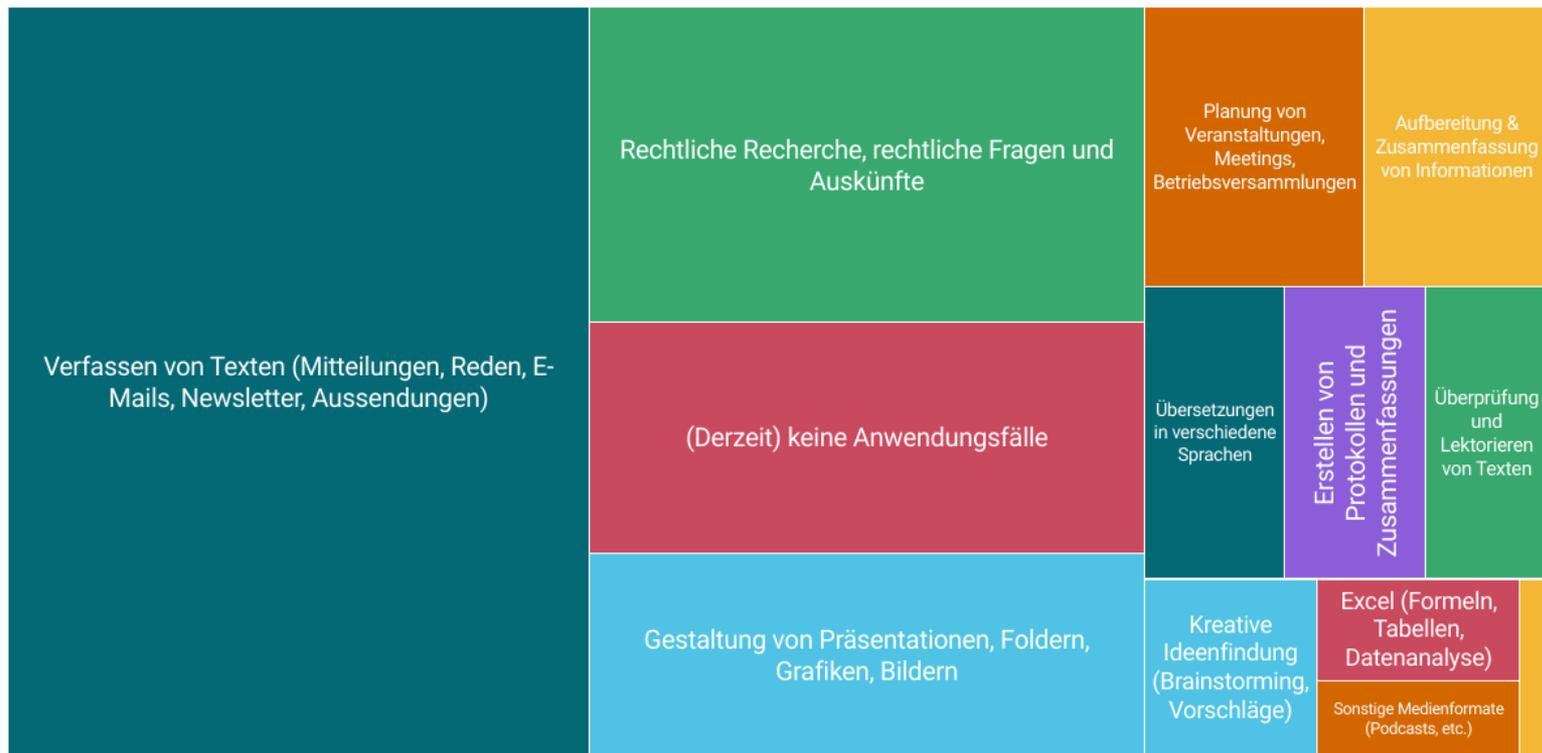 Verfassen von Texten (Mitteilungen, Reden, E-
Mails, Newsletter, Aussendungen)
Rechtliche Recherche, rechtliche Fragen und
Auskünfte
(Derzeit) keine Anwendungsfälle
Gestaltung von Präsentationen, Foldern,
Grafiken, Bildern
Planung von
Veranstaltungen,
Meetings,
Betriebsversammlungen
Aufbereitung &
Zusammenfassung
von Informationen
Übersetzungen
in verschiedene
Sprachen
Erstellen von
Protokollen und
Zusammenfassungen
Überprüfung
und
Lektorieren
von Texten
Kreative
Ideenfindung
(Brainstorming,
Vorschläge)
Excel (Formeln,
Tabellen,
Datenanalyse)
Sonstige Medienformate
(Podcasts, etc.)